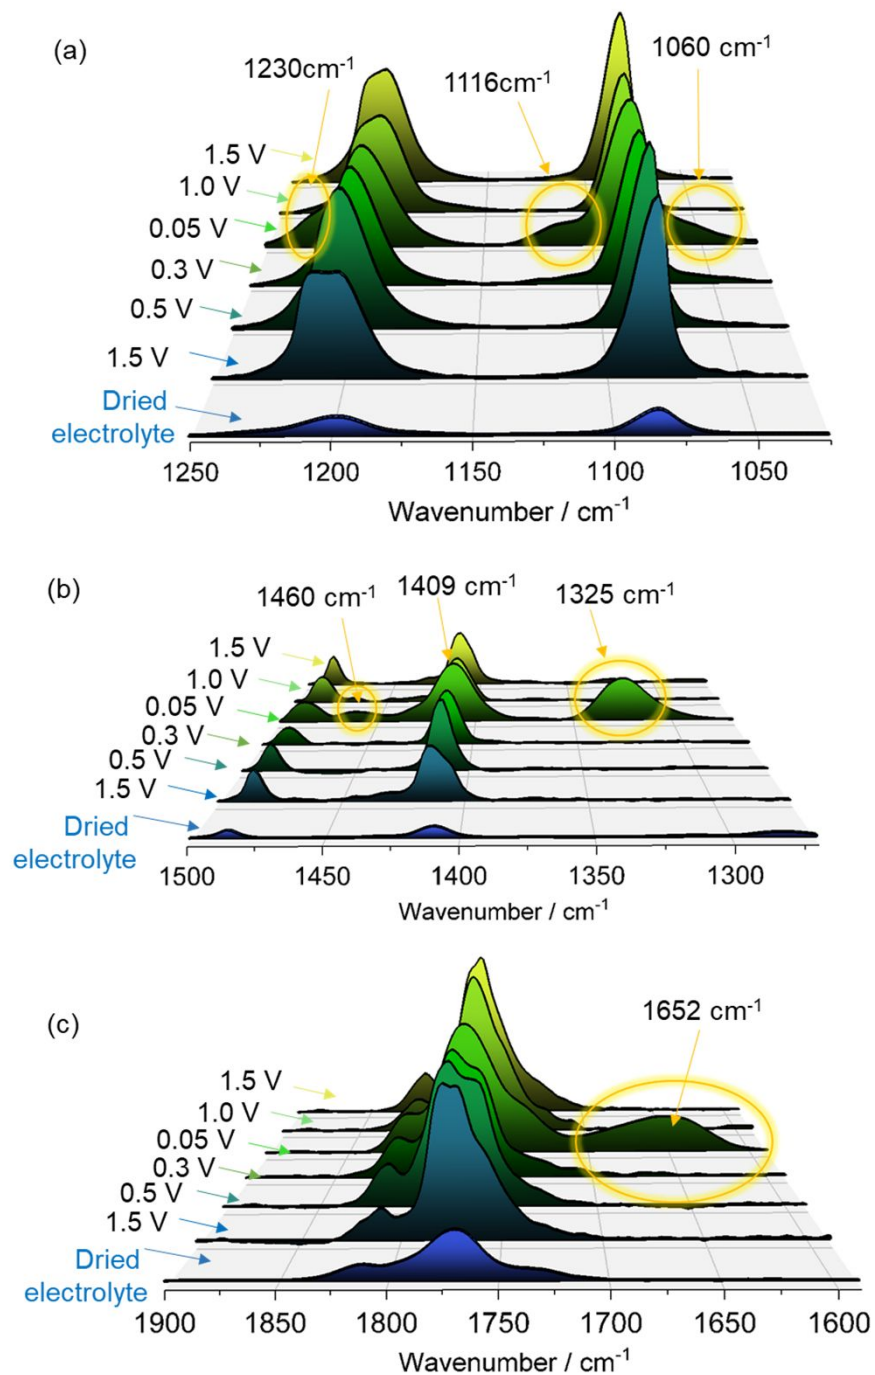 (a)
1230cm-1
1116cm-1
1060 cm-1
1.5 V
1.0 V
0.05 V
0.3 V
0.5 V
1.5 V
Dried
electrolyte
1250 1200 1150 1100 1050
Wavenumber / cm-1
(b)
1460 cm-1
1409 cm-1
1325 cm-1
1.5 V
1.0 V
0.05 V
0.3 V
0.5 V
1.5 V
Dried
electrolyte
1500 1450 1400 1350 1300
Wavenumber / cm-1
(c)
1652 cm-1
1.5 V
1.0 V
0.05 V
0.3 V
0.5 V
1.5 V
Dried
electrolyte
1900 1850 1800 1750 1700 1650 1600
Wavenumber / cm-1